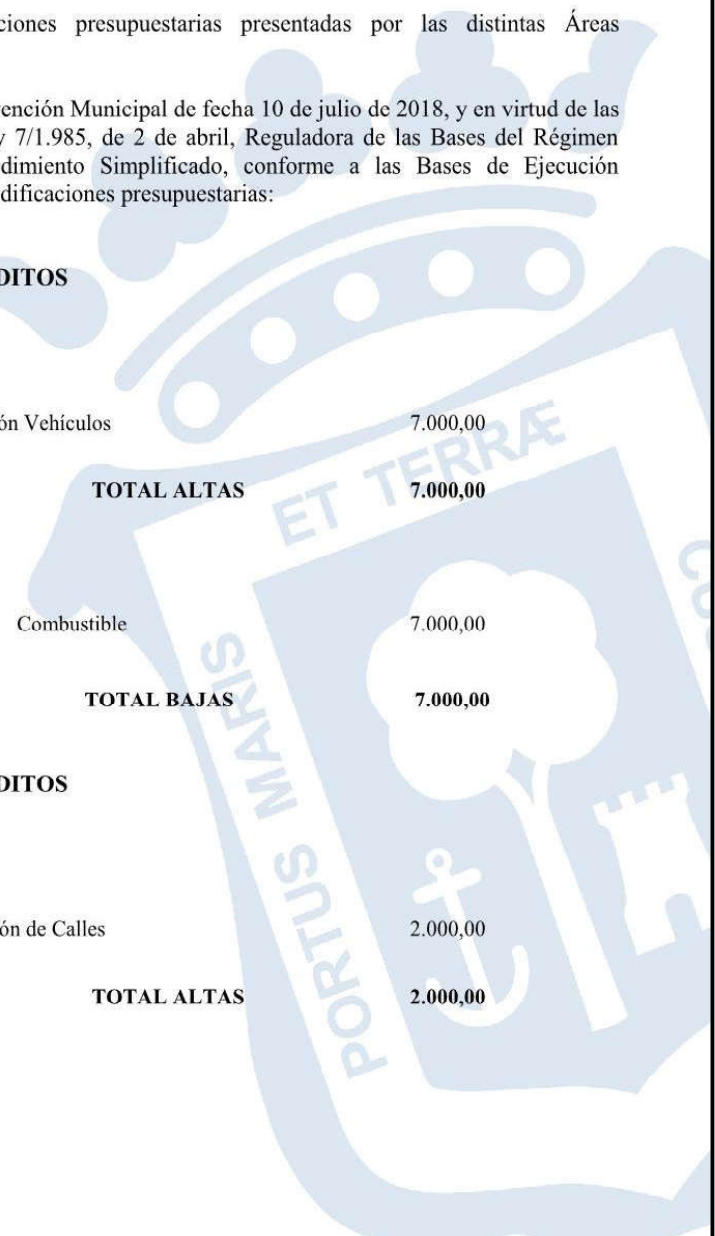 ciones presupuestarias presentadas por las distintas Áreas
vención Municipal de fecha 10 de julio de 2018, y en virtud de las
y 7/1.985, de 2 de abril, Reguladora de las Bases del Régimen
dimiento Simplificado, conforme a las Bases de Ejecución
dificaciones presupuestarias:
DITOS
ón Vehículos 7.000,00
TOTAL ALTAS 7.000,00
Combustible 7.000,00
TOTAL BAJAS 7.000,00
DITOS
ón de Calles 2.000,00
TOTAL ALTAS 2.000,00
PORTUS MARIS ET TERRÆ